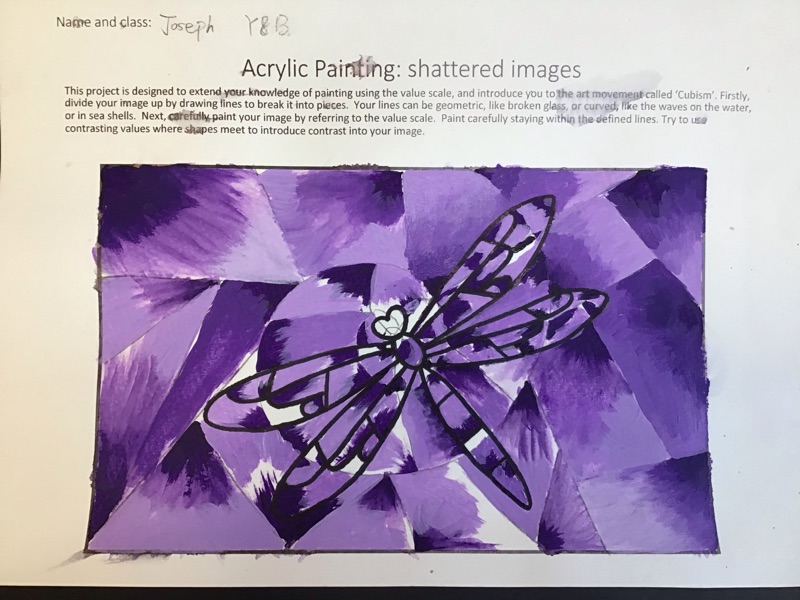 Name and class: Joseph Y8B
Acrylic Painting: shattered images
This project is designed to extend your knowledge of painting using the value scale, and introduce you to the art movement called ‘Cubism’. Firstly,
divide your image up by drawing lines to break it into pieces. Your lines can be geometric, like broken glass, or curved, like the waves on the water,
or in sea shells. Next, carefully paint your image by referring to the value scale. Paint carefully staying within the defined lines. Try to use
contrasting values where shapes meet to introduce contrast into your image.